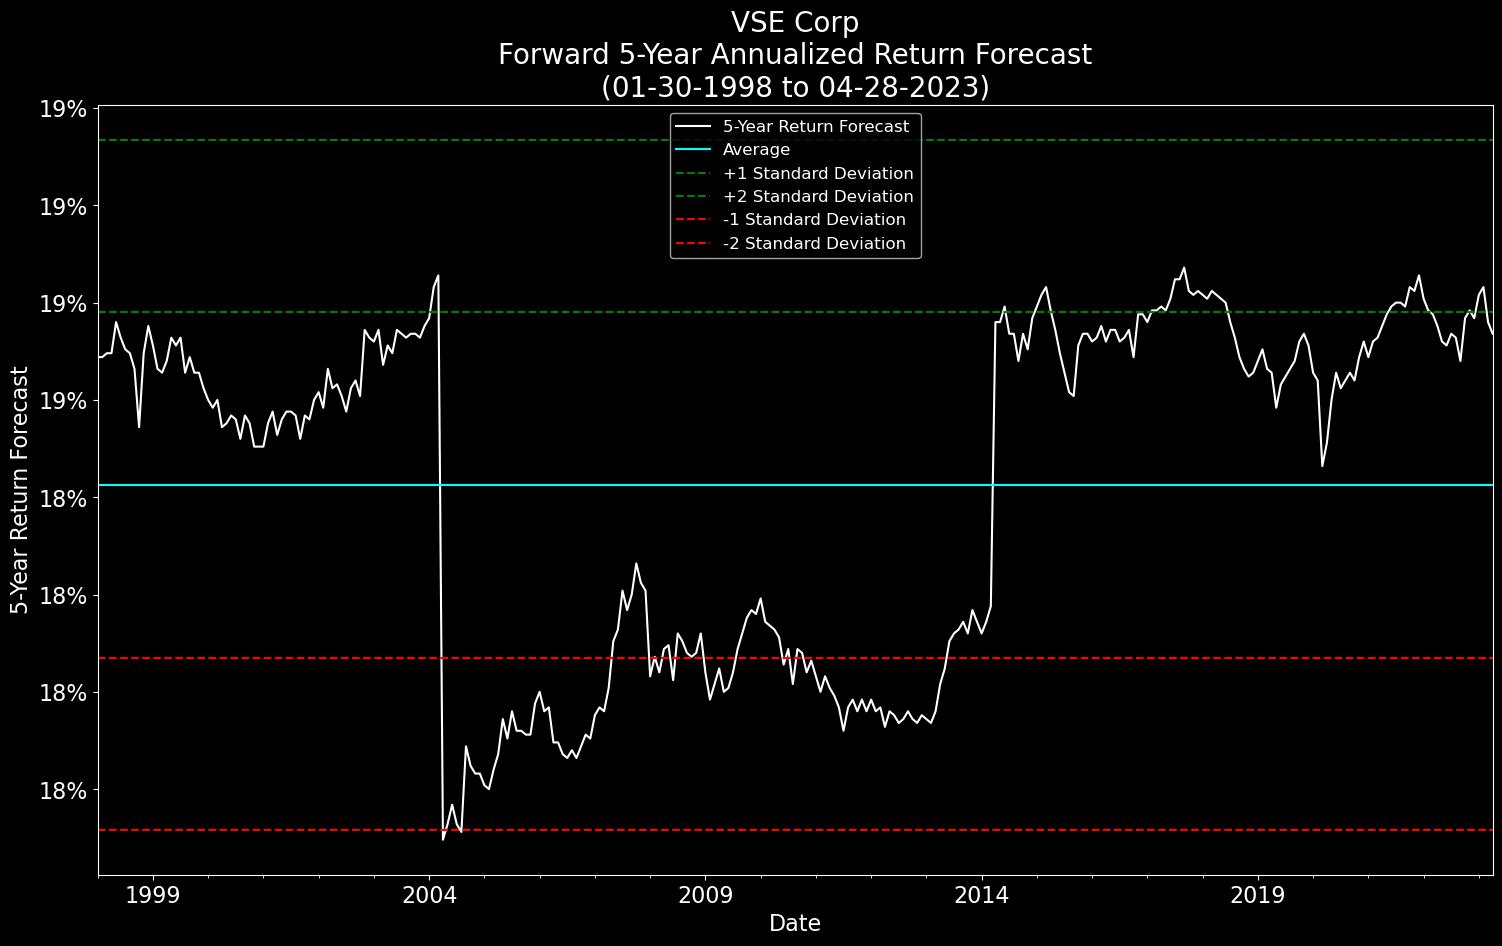 VSE Corp
Forward 5-Year Annualized Return Forecast
(01-30-1998 to 04-28-2023)
5-Year Return Forecast
Average
+1 Standard Deviation
+2 Standard Deviation
-1 Standard Deviation
-2 Standard Deviation
5-Year Return Forecast
19%
19%
19%
19%
18%
18%
18%
18%
1999
2004
2009
2014
2019
Date